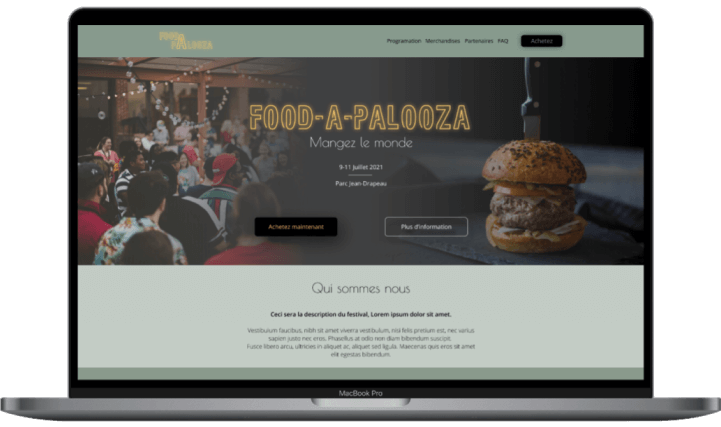 FOOD
PALOOZA
Programation Merchandises Partenaires FAQ Achetez
FOOD-A-PALOOZA
Mangez le monde
9-11 juillet 2021
Parc Jean-Drapeau
Achetez maintenant Plus d'information
Qui sommes nous
Ceci sera la description du festival, Lorem ipsum dolor sit amet.
Vestibulum faucibus, nibh sit amet viverra vestibulum, nisl felis pretium est, nec varius
sapien justo nec eros. Phasellus at odio non diam bibendum suscipit.
Fusce libero arcu, ultricies in aliquet ac, aliquet sed ligula. Maecenas quis eros sit amet
elit egestas bibendum.
MacBook Pro